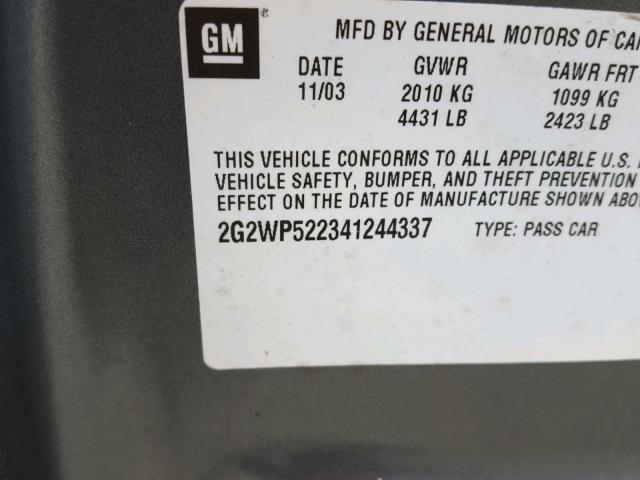 GM
MFD BY GENERAL MOTORS OF CA
DATE GVWR GAWR FRT
11/03 2010 KG 1099 KG
4431 LB 2423 LB
THIS VEHICLE CONFORMS TO ALL APPLICABLE U.S.
VEHICLE SAFETY, BUMPER, AND THEFT PREVENTION
EFFECT ON THE DATE OF MANUFACTURE SHOWN ABO
2G2WP522341244337 TYPE: PASS CAR